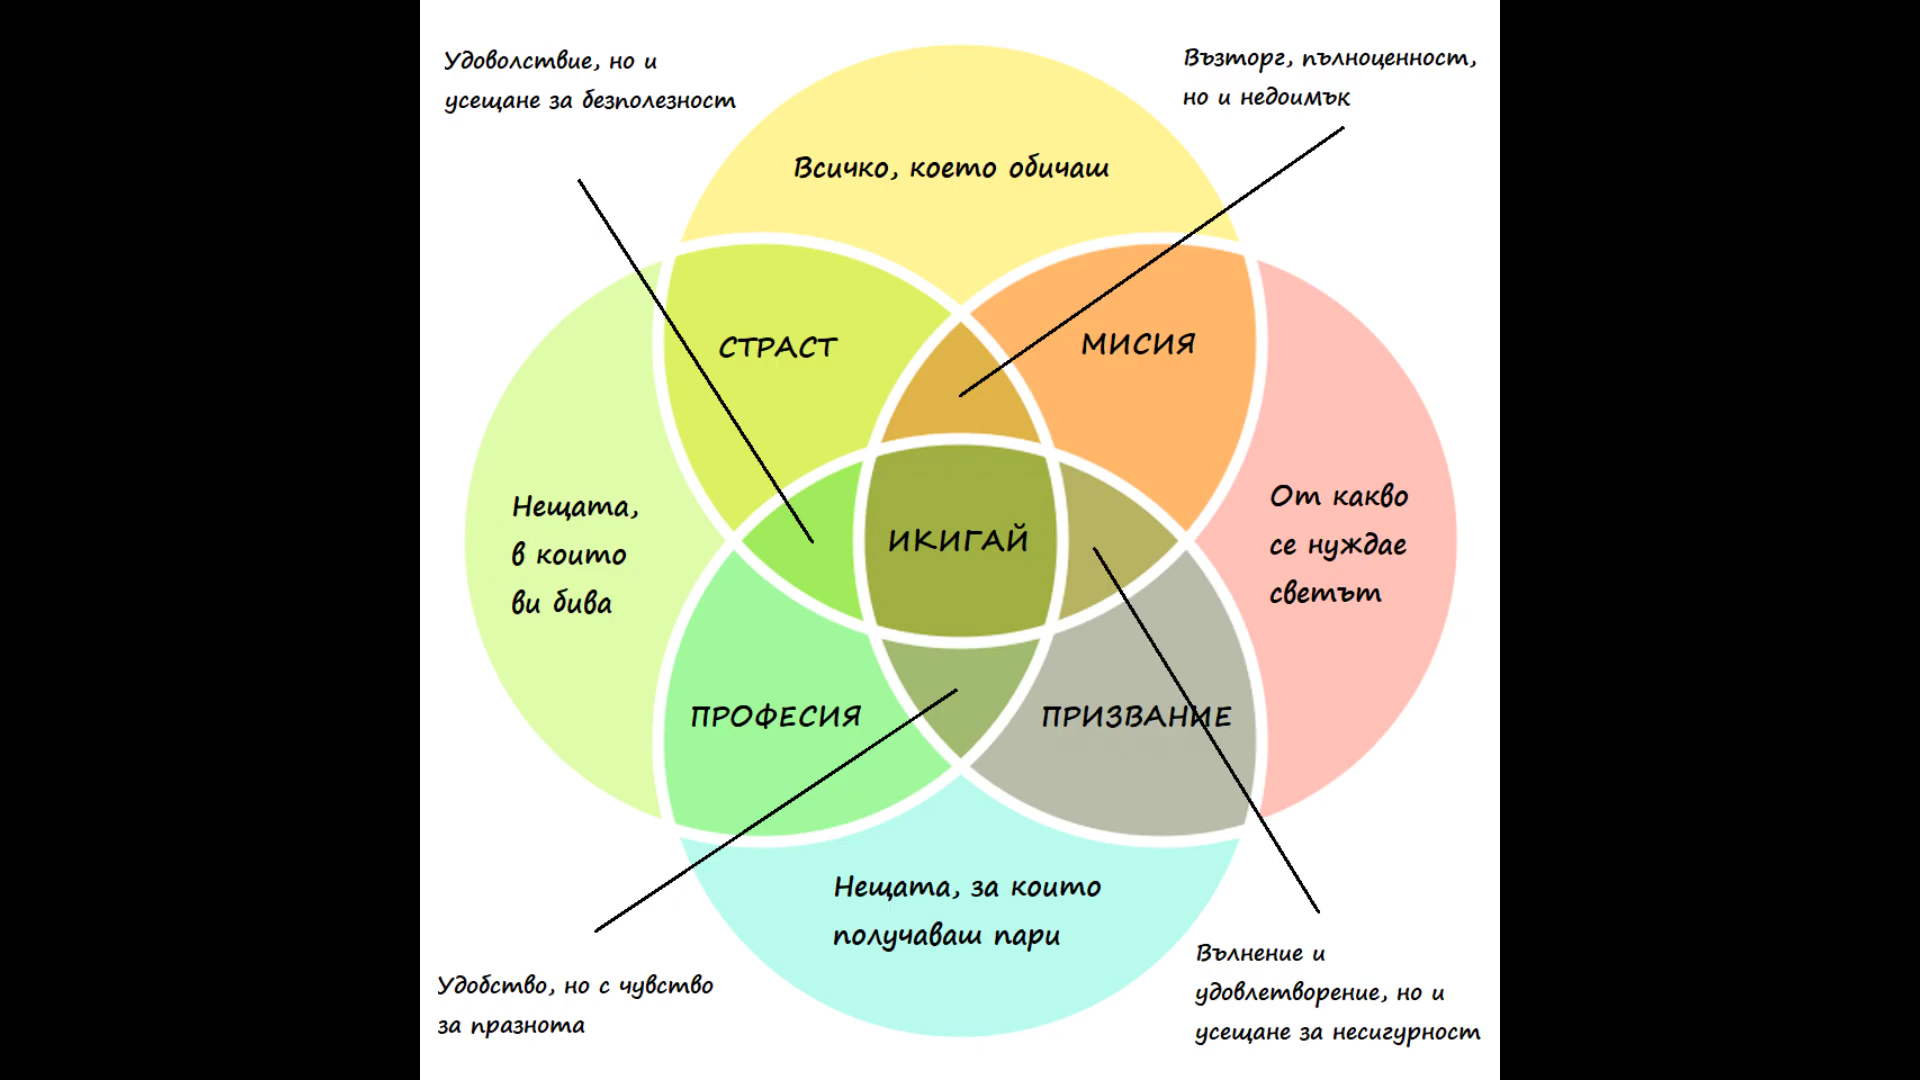 Удоволствие, но и
усещане за безполезност
Възторг, пълноценност,
но и недоимък
Всичко, което обичаш
СТРАСТ
МИСИЯ
Нещата,
в които
ви бива
ИКИГАЙ
От какво
се нуждае
светът
ПРОФЕСИЯ
ПРИЗВАНИЕ
Нещата, за които
получаваш пари
Удобство, но с чувство
за празнота
Вълнение и
удовлетворение, но и
усещане за несигурност